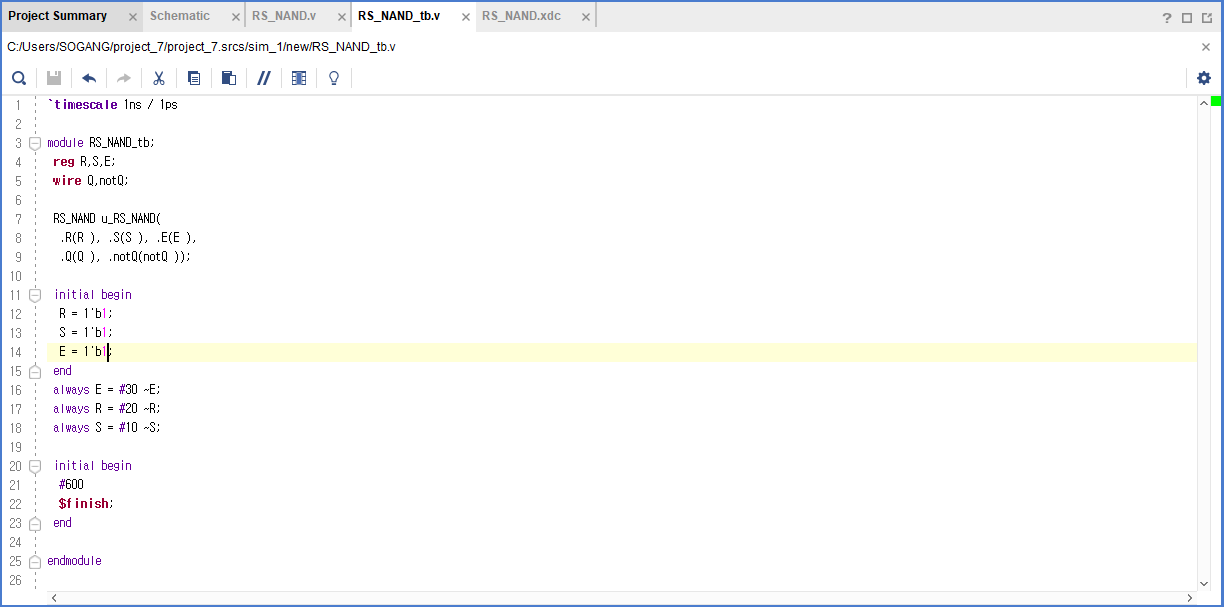 Project Summary × Schematic × RS_NAND.v × RS_NAND_tb.v × RS_NAND.xdc ×
C:/Users/SOGANG/project_7/project_7.srcs/sim_1/new/RS_NAND_tb.v
1 `timescale 1ns / 1ps
2
3 module RS_NAND_tb;
4 reg R,S,E;
5 wire Q,notQ;
6
7 RS_NAND u_RS_NAND(
8 .R(R ), .S(S ), .E(E ),
9 .Q(Q ), .notQ(notQ ));
10
11 initial begin
12 R = 1'b1;
13 S = 1'b1;
14 E = 1'b1;
15 end
16 always E = #30 ~E;
17 always R = #20 ~R;
18 always S = #10 ~S;
19
20 initial begin
21 #600
22 $finish;
23 end
24
25 endmodule
26